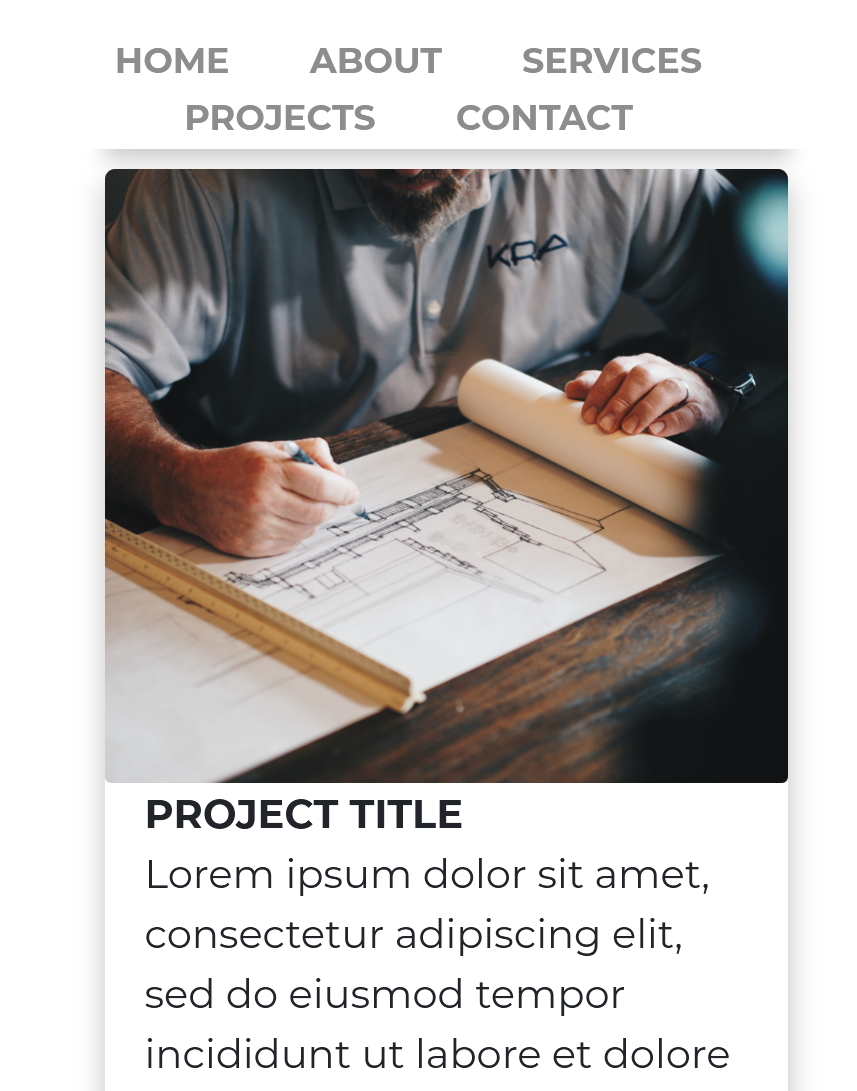 HOME ABOUT SERVICES
PROJECTS CONTACT
KRA
PROJECT TITLE
Lorem ipsum dolor sit amet,
consectetur adipiscing elit,
sed do eiusmod tempor
incididunt ut labore et dolore